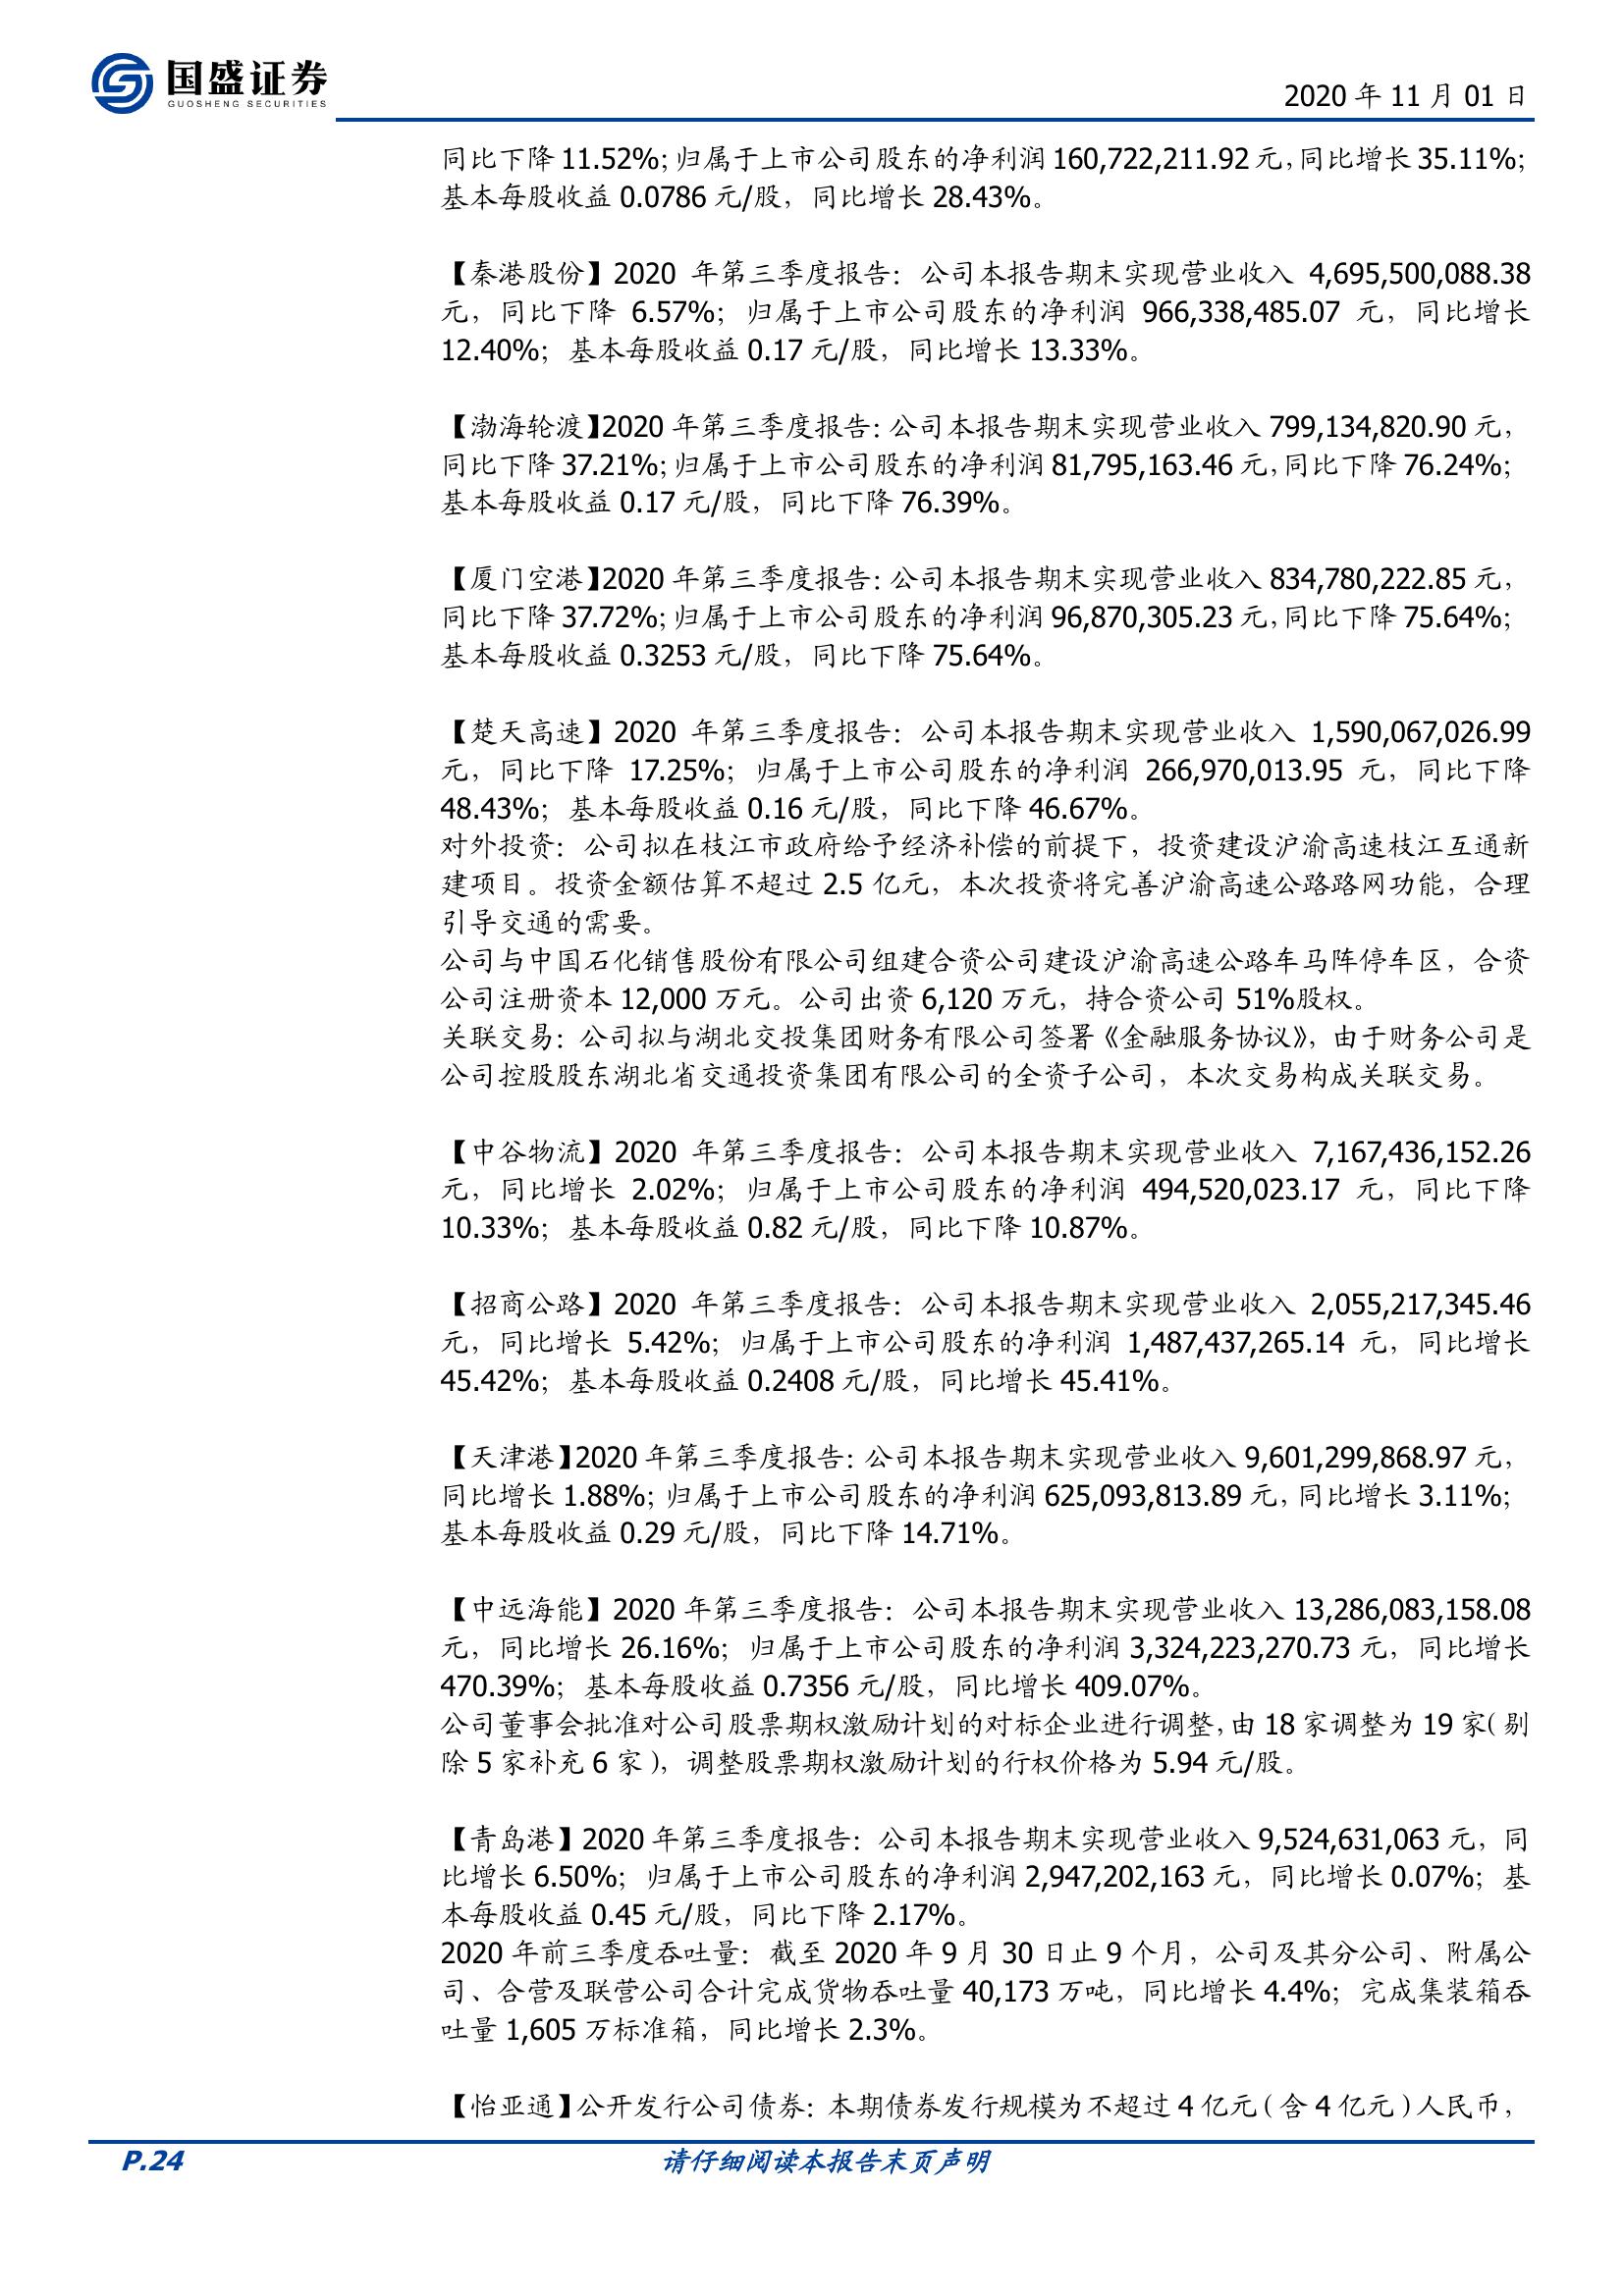 国盛证券
GUOSHENG SECURITIES
2020 年 11 月 01 日
同比下降 11.52%；归属于上市公司股东的净利润 160,722,211.92 元，同比增长 35.11%；
基本每股收益 0.0786 元/股，同比增长 28.43%。
【秦港股份】2020 年第三季度报告：公司本报告期末实现营业收入 4,695,500,088.38
元，同比下降 6.57%；归属于上市公司股东的净利润 966,338,485.07 元，同比增长
12.40%；基本每股收益 0.17 元/股，同比增长 13.33%。
【渤海轮渡】2020 年第三季度报告：公司本报告期末实现营业收入 799,134,820.90 元，
同比下降 37.21%；归属于上市公司股东的净利润 81,795,163.46 元，同比下降 76.24%；
基本每股收益 0.17 元/股，同比下降 76.39%。
【厦门空港】2020 年第三季度报告：公司本报告期末实现营业收入 834,780,222.85 元，
同比下降 37.72%；归属于上市公司股东的净利润 96,870,305.23 元，同比下降 75.64%；
基本每股收益 0.3253 元/股，同比下降 75.64%。
【楚天高速】2020 年第三季度报告：公司本报告期末实现营业收入 1,590,067,026.99
元，同比下降 17.25%；归属于上市公司股东的净利润 266,970,013.95 元，同比下降
48.43%；基本每股收益 0.16 元/股，同比下降 46.67%。
对外投资：公司拟在枝江市政府给予经济补偿的前提下，投资建设沪渝高速枝江互通新
建项目。投资金额估算不超过 2.5 亿元，本次投资将完善沪渝高速公路路网功能，合理
引导交通的需要。
公司与中国石化销售股份有限公司组建合资公司建设沪渝高速公路车马阵停车区，合资
公司注册资本 12,000 万元。公司出资 6,120 万元，持合资公司 51%股权。
关联交易：公司拟与湖北交投集团财务有限公司签署《金融服务协议》，由于财务公司是
公司控股股东湖北省交通投资集团有限公司的全资子公司，本次交易构成关联交易。
【中谷物流】2020 年第三季度报告：公司本报告期末实现营业收入 7,167,436,152.26
元，同比增长 2.02%；归属于上市公司股东的净利润 494,520,023.17 元，同比下降
10.33%；基本每股收益 0.82 元/股，同比下降 10.87%。
【招商公路】2020 年第三季度报告：公司本报告期末实现营业收入 2,055,217,345.46
元，同比增长 5.42%；归属于上市公司股东的净利润 1,487,437,265.14 元，同比增长
45.42%；基本每股收益 0.2408 元/股，同比增长 45.41%。
【天津港】2020 年第三季度报告：公司本报告期末实现营业收入 9,601,299,868.97 元，
同比增长 1.88%；归属于上市公司股东的净利润 625,093,813.89 元，同比增长 3.11%；
基本每股收益 0.29 元/股，同比下降 14.71%。
【中远海能】2020 年第三季度报告：公司本报告期末实现营业收入 13,286,083,158.08
元，同比增长 26.16%；归属于上市公司股东的净利润 3,324,223,270.73 元，同比增长
470.39%；基本每股收益 0.7356 元/股，同比增长 409.07%。
公司董事会批准对公司股票期权激励计划的对标企业进行调整，由 18 家调整为 19 家（剔
除 5 家补充 6 家），调整股票期权激励计划的行权价格为 5.94 元/股。
【青岛港】2020 年第三季度报告：公司本报告期末实现营业收入 9,524,631,063 元，同
比增长 6.50%；归属于上市公司股东的净利润 2,947,202,163 元，同比增长 0.07%；基
本每股收益 0.45 元/股，同比下降 2.17%。
2020 年前三季度吞吐量：截至 2020 年 9 月 30 日止 9 个月，公司及其分公司、附属公
司、合营及联营公司合计完成货物吞吐量 40,173 万吨，同比增长 4.4%；完成集装箱吞
吐量 1,605 万标准箱，同比增长 2.3%。
【怡亚通】公开发行公司债券：本期债券发行规模为不超过 4 亿元（含 4 亿元）人民币，
P.24
请仔细阅读本报告末页声明